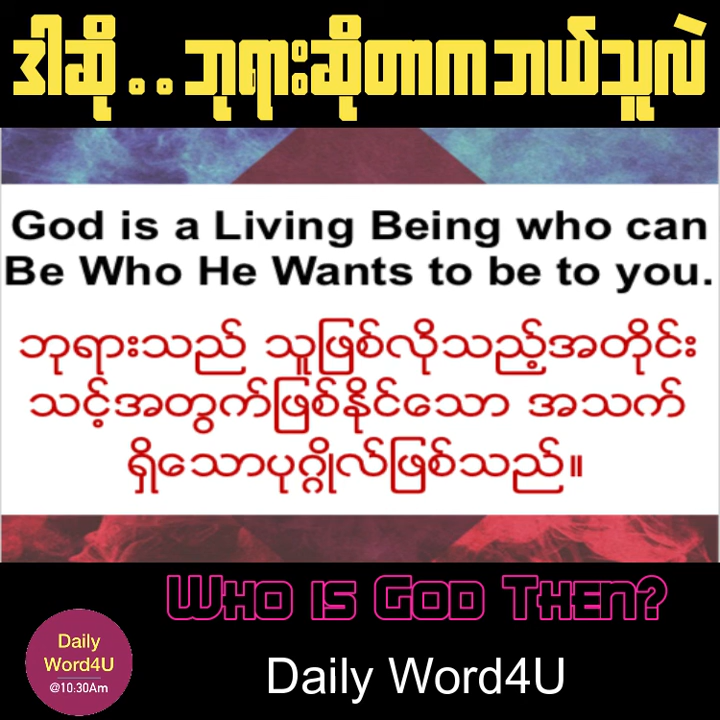 ဒါဆို . . ဘုရားဆိုတာက ဘယ်သူလဲ
God is a Living Being who can
Be Who He Wants to be to you.
ဘုရားသည် သူဖြစ်လိုသည့်အတိုင်း
သင့်အတွက်ဖြစ်နိုင်သော အသက်
ရှိသောပုဂ္ဂိုလ်ဖြစ်သည်။
Who is God Then?
Daily
Word4U
@10:30Am
Daily Word4U